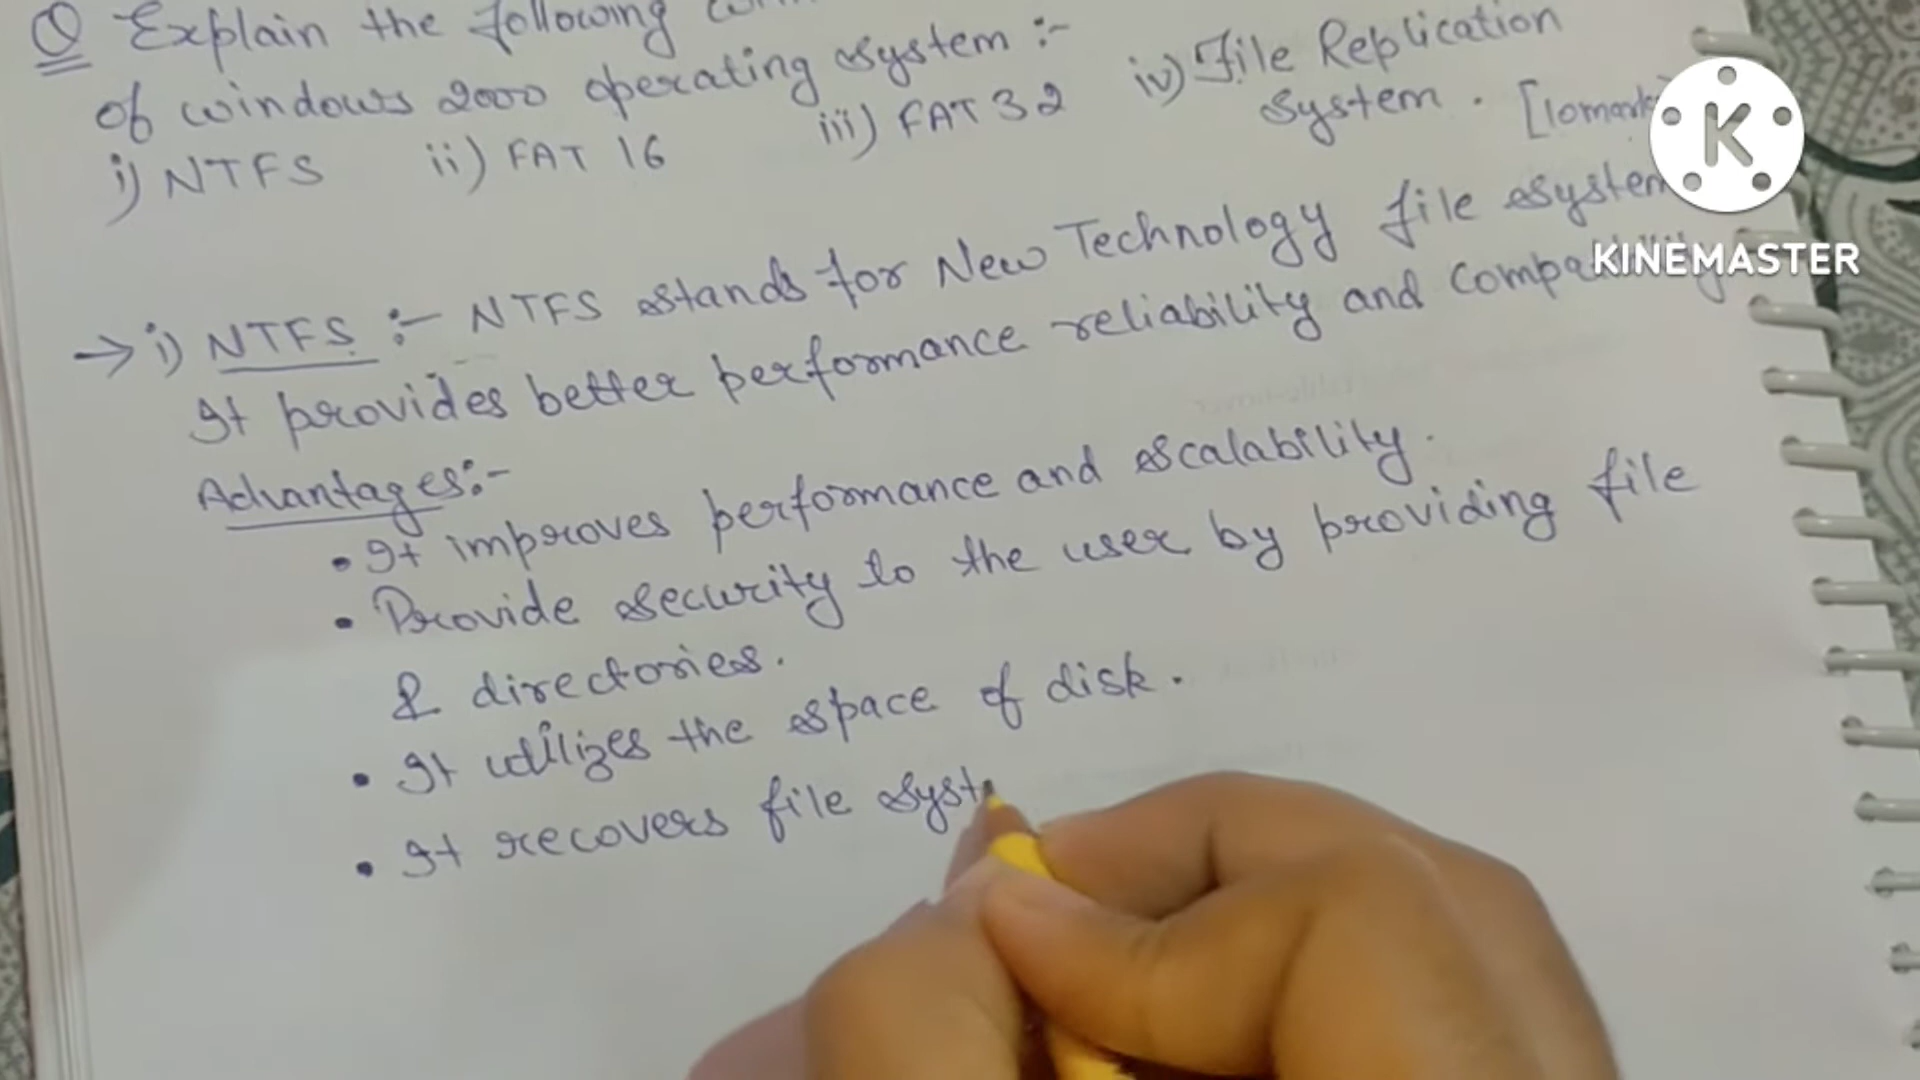 Q Explain the following
of windows 2000 operating system :-
i) NTFS ii) FAT 16 iii) FAT 32 iv) File Replication
system. [10
→ i) NTFS :- NTFS stands for New Technology file system
It provides better performance reliability and
Advantages:-
• It improves performance and scalability.
• Provide security to the user by providing file
& directories.
• It utilizes the space of disk.
• It recovers file syst
K
KINEMASTER